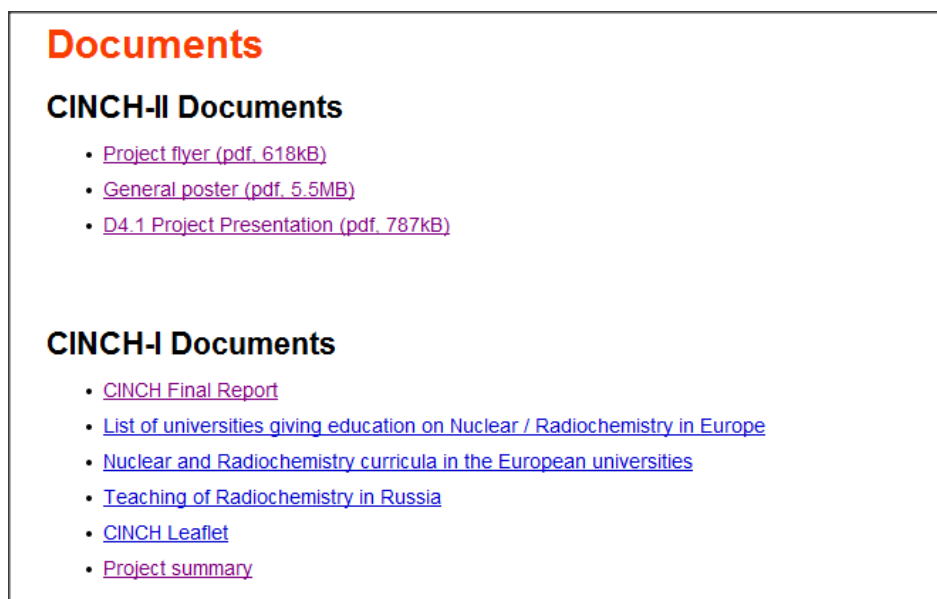 Documents
CINCH-II Documents
• Project flyer (pdf, 618kB)
• General poster (pdf, 5.5MB)
• D4.1 Project Presentation (pdf, 787kB)
CINCH-I Documents
• CINCH Final Report
• List of universities giving education on Nuclear / Radiochemistry in Europe
• Nuclear and Radiochemistry curricula in the European universities
• Teaching of Radiochemistry in Russia
• CINCH Leaflet
• Project summary